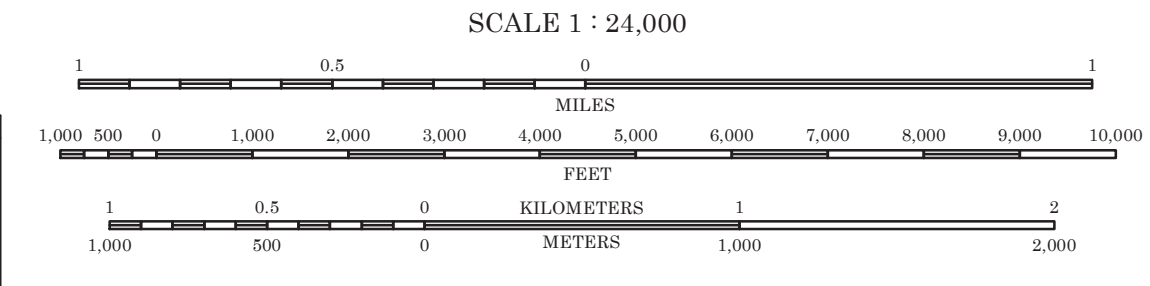 SCALE 1 : 24,000
1 0.5 0 1
MILES
1,000 500 0 1,000 2,000 3,000 4,000 5,000 6,000 7,000 8,000 9,000 10,000
FEET
1 0.5 0 KILOMETERS 1 2
1,000 500 0 METERS 1,000 2,000